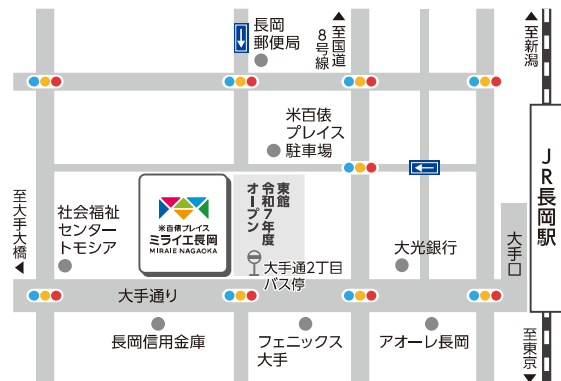 長岡
郵便局
至国道
8号線
至新潟
米百俵
プレイス
駐車場
JR長岡駅
至大手大橋
社会福祉
センター
トモシア
米百俵プレイス
ミライエ長岡
MIRAIE NAGAOKA
東館
令和7年度
オープン
大手通2丁目
バス停
大光銀行
大手口
大手通り
長岡信用金庫
フェニックス
大手
アオーレ長岡
至東京